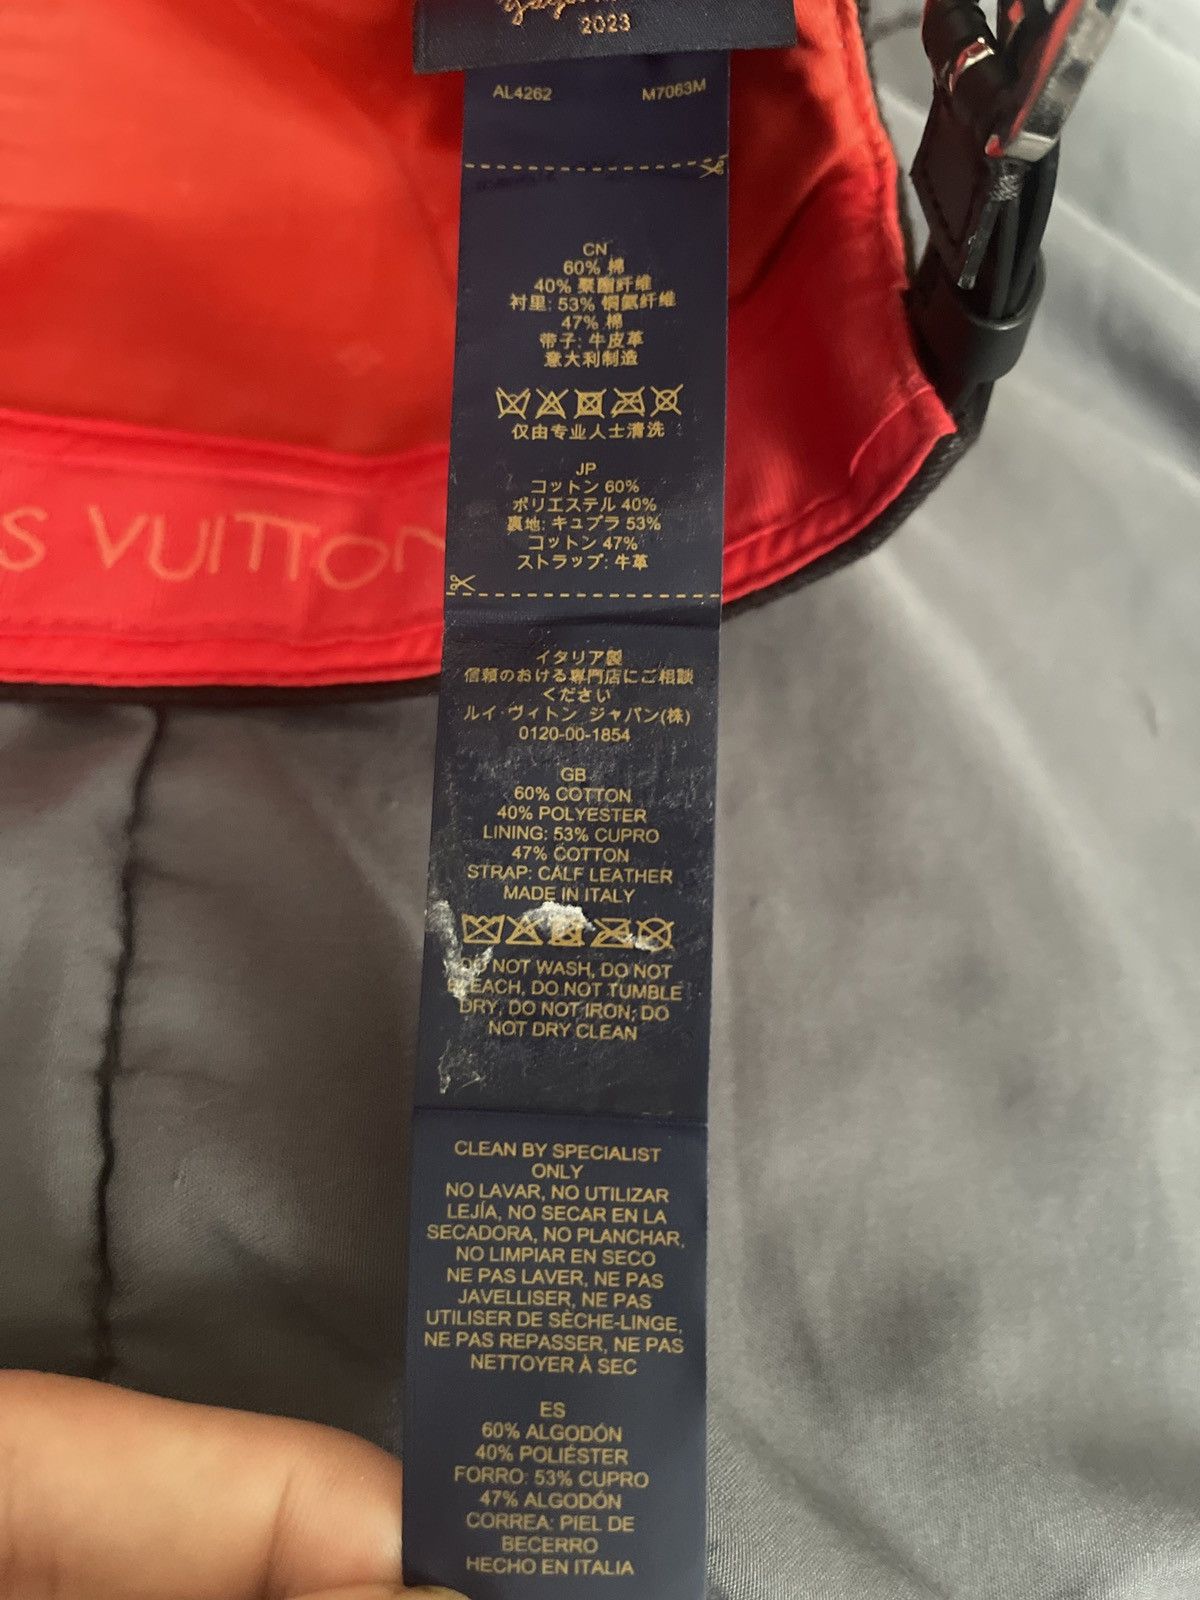 2023
AL4262 M7063M
CN
60% 棉
40% 聚酯纤维
衬里: 53% 铜氨纤维
47% 棉
带子: 牛皮革
意大利制造
仅由专业人士清洗
JP
コットン 60%
ポリエステル 40%
裏地: キュプラ 53%
コットン 47%
ストラップ: 牛革
S VUITTON
イタリア製
信頼のおける専門店にご相談
ください
ルイ・ヴィトン ジャパン(株)
0120-00-1854
GB
60% COTTON
40% POLYESTER
LINING: 53% CUPRO
47% COTTON
STRAP: CALF LEATHER
MADE IN ITALY
DO NOT WASH, DO NOT
BLEACH, DO NOT TUMBLE
DRY, DO NOT IRON, DO
NOT DRY CLEAN
CLEAN BY SPECIALIST
ONLY
NO LAVAR, NO UTILIZAR
LEJÍA, NO SECAR EN LA
SECADORA, NO PLANCHAR,
NO LIMPIAR EN SECO
NE PAS LAVER, NE PAS
JAVELLISER, NE PAS
UTILISER DE SÈCHE-LINGE,
NE PAS REPASSER, NE PAS
NETTOYER À SEC
ES
60% ALGODÓN
40% POLIÉSTER
FORRO: 53% CUPRO
47% ALGODÓN
CORREA: PIEL DE
BECERRO
HECHO EN ITALIA